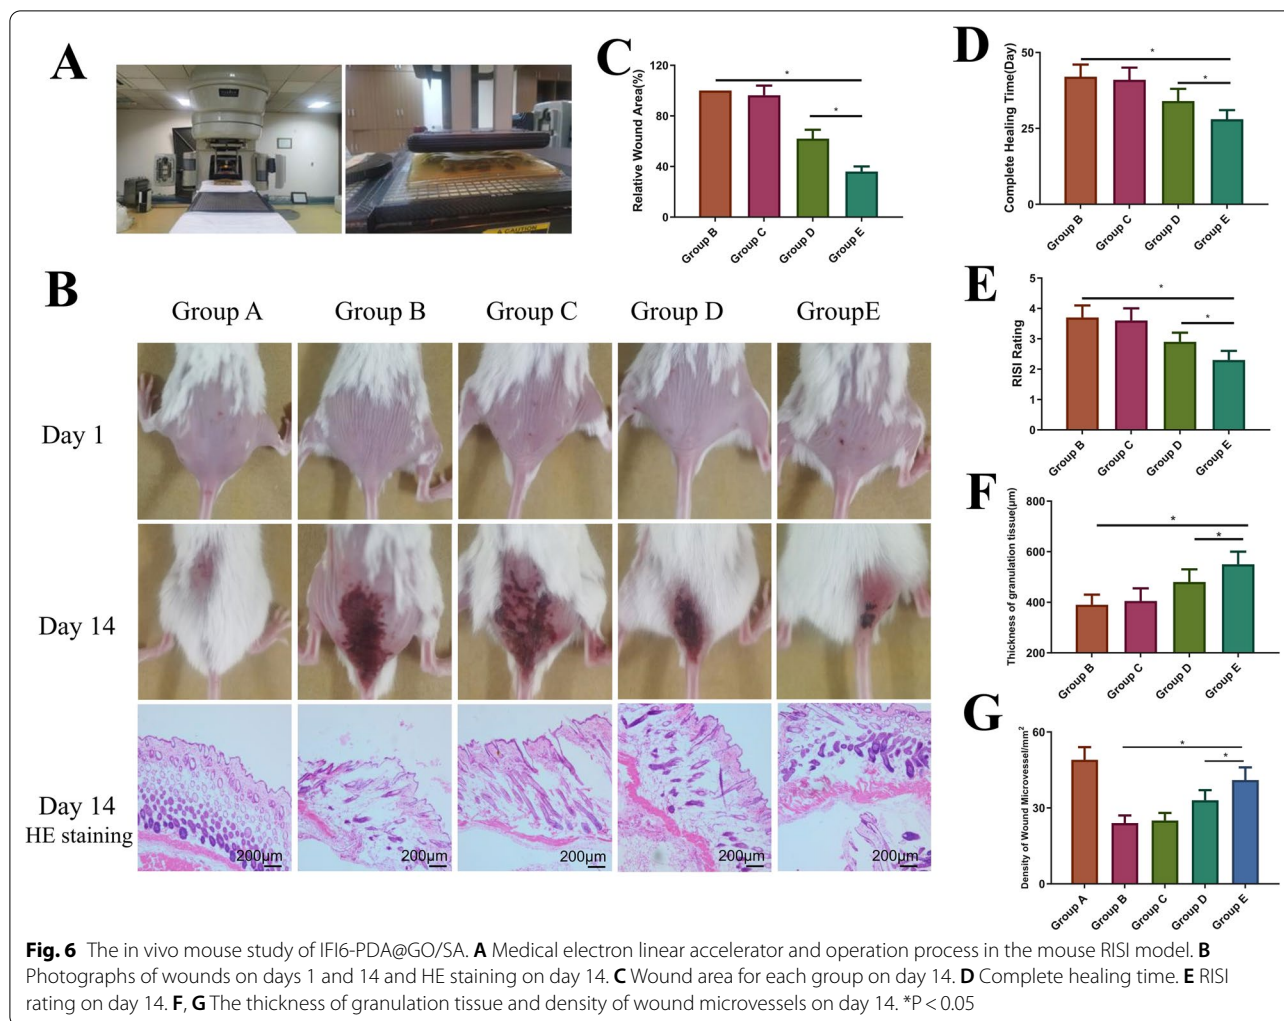 A
CAUTION
B
Group A
Group B
Group C
Group D
GroupE
Day 1
Day 14
Day 14
HE staining
200μm
200μm
200μm
200μm
200μm
C
Relative Wound Area(%)
120
80
40
0
*
*
Group B
Group C
Group D
Group E
D
Complete Healing Time(Day)
50
25
0
*
*
Group B
Group C
Group D
Group E
E
RISI Rating
5
4
3
2
1
0
*
*
Group B
Group C
Group D
Group E
F
Thickness of granulation tissue(μm)
800
600
400
200
*
*
Group B
Group C
Group D
Group E
G
Density of Wound Microvessel/mm²
60
30
0
*
*
Group A
Group B
Group C
Group D
Group E
Fig. 6 The in vivo mouse study of IFI6-PDA@GO/SA. A Medical electron linear accelerator and operation process in the mouse RISI model. B
Photographs of wounds on days 1 and 14 and HE staining on day 14. C Wound area for each group on day 14. D Complete healing time. E RISI
rating on day 14. F, G The thickness of granulation tissue and density of wound microvessels on day 14. *P < 0.05